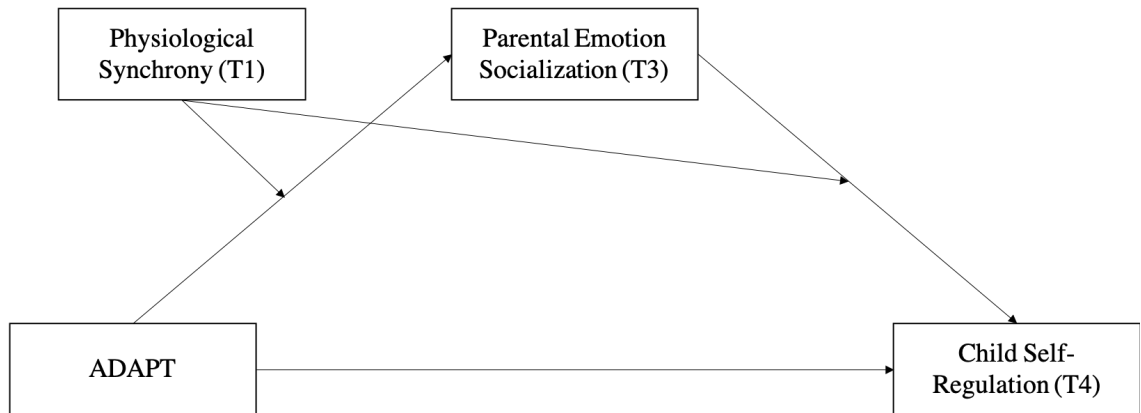 Physiological
Synchrony (T1)
Parental Emotion
Socialization (T3)
ADAPT
Child Self-
Regulation (T4)